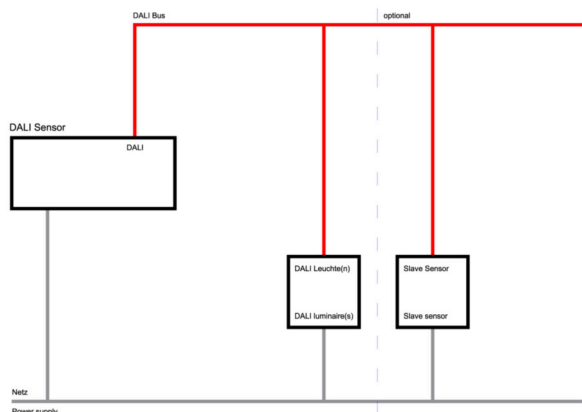 DALI Bus
optional
DALI Sensor
DALI
DALI Leuchte(n)
DALI luminaire(s)
Slave Sensor
Slave sensor
Netz
Power supply